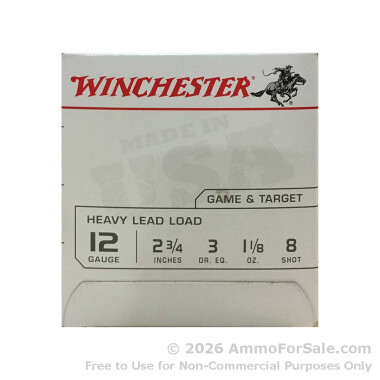 WINCHESTER
MADE IN
USA
GAME & TARGET
HEAVY LEAD LOAD
12 2 3/4 3 1 1/8 8
GAUGE INCHES DR. EQ. OZ. SHOT
© 2026 AmmoForSale.com
Free to Use for Non-Commercial Purposes Only